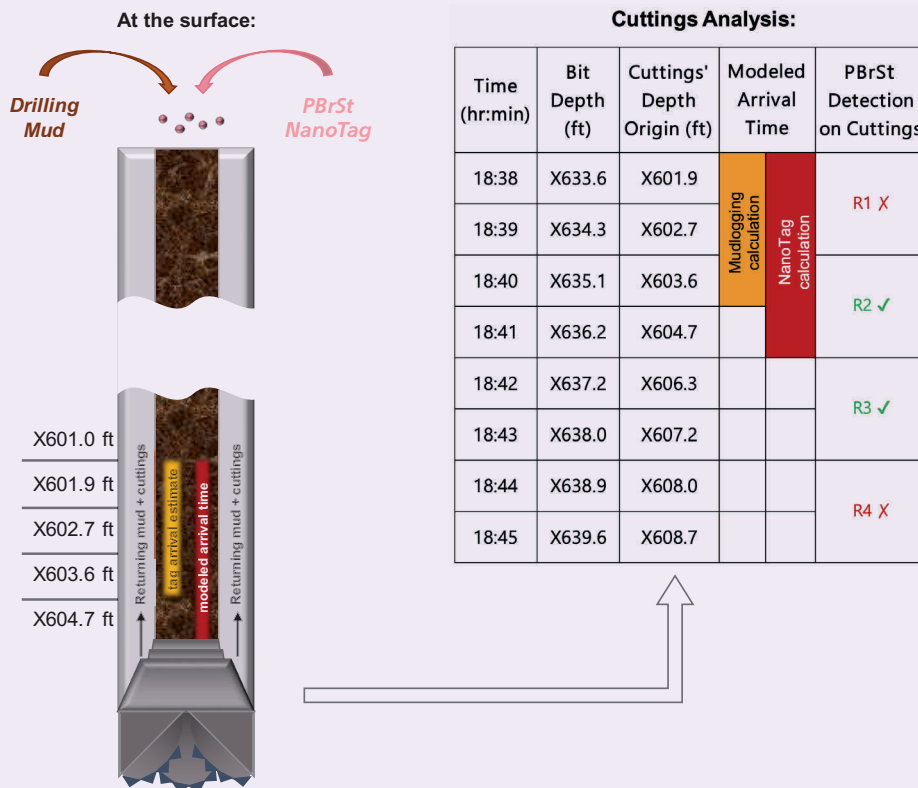 At the surface:
Drilling
Mud
PBrSt
NanoTag
X601.0 ft
X601.9 ft
X602.7 ft
X603.6 ft
X604.7 ft
Returning mud + cuttings
tag arrival estimate
modeled arrival time
Returning mud + cuttings
Cuttings Analysis:
Time
(hr:min)
Bit
Depth
(ft)
Cuttings'
Depth
Origin (ft)
Modeled
Arrival
Time
PBrSt
Detection
on Cuttings
18:38 X633.6 X601.9
18:39 X634.3 X602.7
18:40 X635.1 X603.6
18:41 X636.2 X604.7
18:42 X637.2 X606.3
18:43 X638.0 X607.2
18:44 X638.9 X608.0
18:45 X639.6 X608.7
Mudlogging
calculation
NanoTag
calculation
R1 ✗
R2 ✓
R3 ✓
R4 ✗